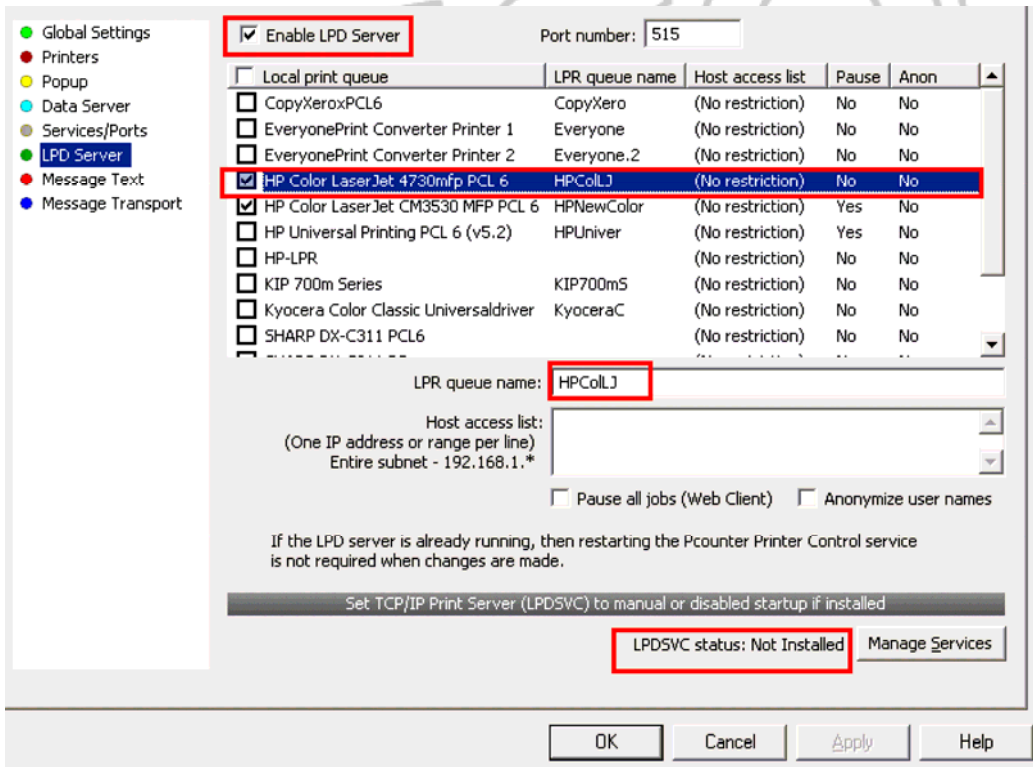 Global Settings
Printers
Popup
Data Server
Services/Ports
LPD Server
Message Text
Message Transport
Enable LPD Server Port number: 515
Local print queue LPR queue name Host access list Pause Anon
CopyXeroxPCL6 CopyXero (No restriction) No No
EveryonePrint Converter Printer 1 Everyone (No restriction) No No
EveryonePrint Converter Printer 2 Everyone.2 (No restriction) No No
HP Color LaserJet 4730mfp PCL 6 HPColLJ (No restriction) No No
HP Color LaserJet CM3530 MFP PCL 6 HPNewColor (No restriction) Yes No
HP Universal Printing PCL 6 (v5.2) HPUniver (No restriction) Yes No
HP-LPR (No restriction) No No
KIP 700m Series KIP700mS (No restriction) No No
Kyocera Color Classic Universaldriver KyoceraC (No restriction) No No
SHARP DX-C311 PCL6 (No restriction) No No
LPR queue name: HPColLJ
Host access list:
(One IP address or range per line)
Entire subnet - 192.168.1.*
Pause all jobs (Web Client) Anonymize user names
If the LPD server is already running, then restarting the Pcounter Printer Control service
is not required when changes are made.
Set TCP/IP Print Server (LPDSVC) to manual or disabled startup if installed
LPDSVC status: Not Installed Manage Services
OK Cancel Apply Help